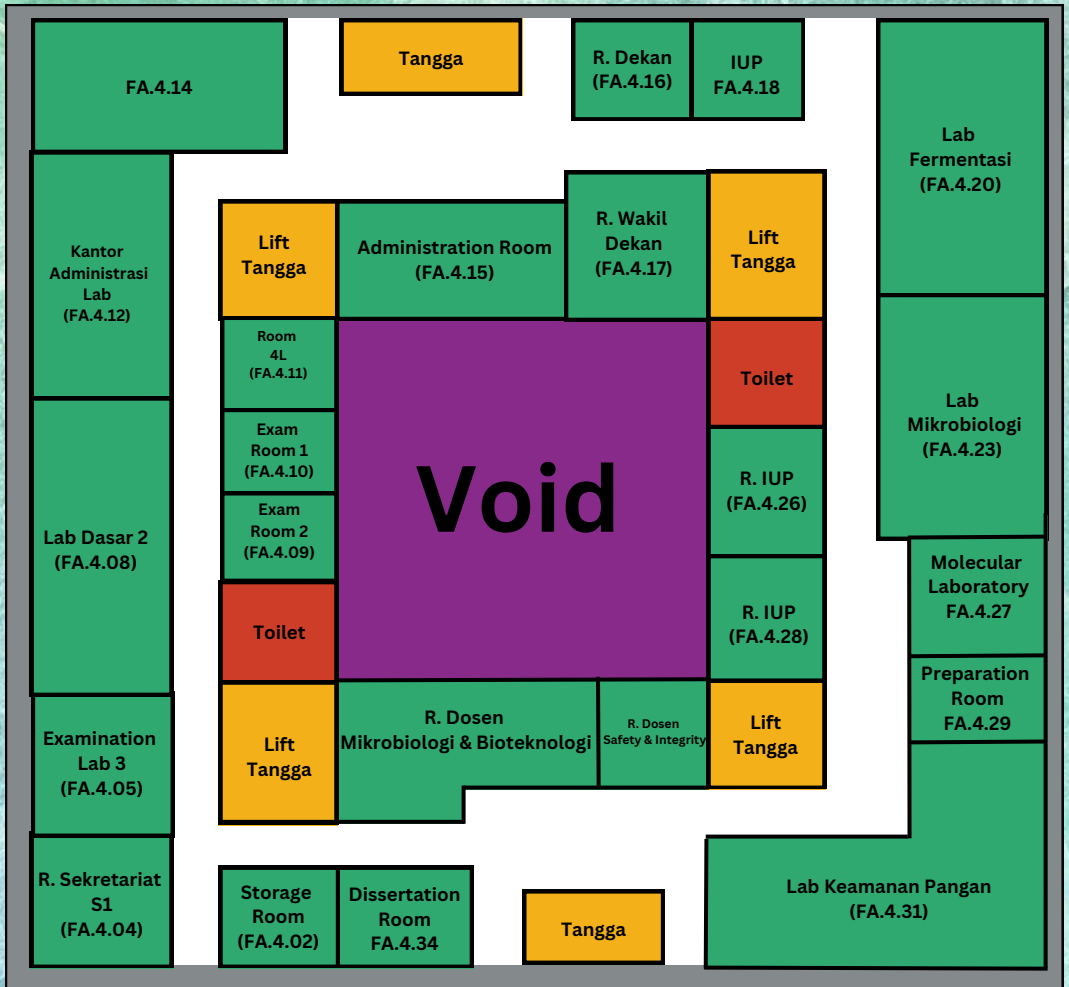 FA.4.14
Tangga
R. Dekan
(FA.4.16)
IUP
FA.4.18
Lab
Fermentasi
(FA.4.20)
Kantor
Administrasi
Lab
(FA.4.12)
Lift
Tangga
Administration Room
(FA.4.15)
R. Wakil
Dekan
(FA.4.17)
Lift
Tangga
Room
4L
(FA.4.11)
Toilet
Lab
Mikrobiologi
(FA.4.23)
Exam
Room 1
(FA.4.10)
Void
R. IUP
(FA.4.26)
Lab Dasar 2
(FA.4.08)
Exam
Room 2
(FA.4.09)
Molecular
Laboratory
FA.4.27
Toilet
R. IUP
(FA.4.28)
Preparation
Room
FA.4.29
Examination
Lab 3
(FA.4.05)
Lift
Tangga
R. Dosen
Mikrobiologi & Bioteknologi
R. Dosen
Safety & Integrity
Lift
Tangga
R. Sekretariat
S1
(FA.4.04)
Storage
Room
(FA.4.02)
Dissertation
Room
FA.4.34
Tangga
Lab Keamanan Pangan
(FA.4.31)